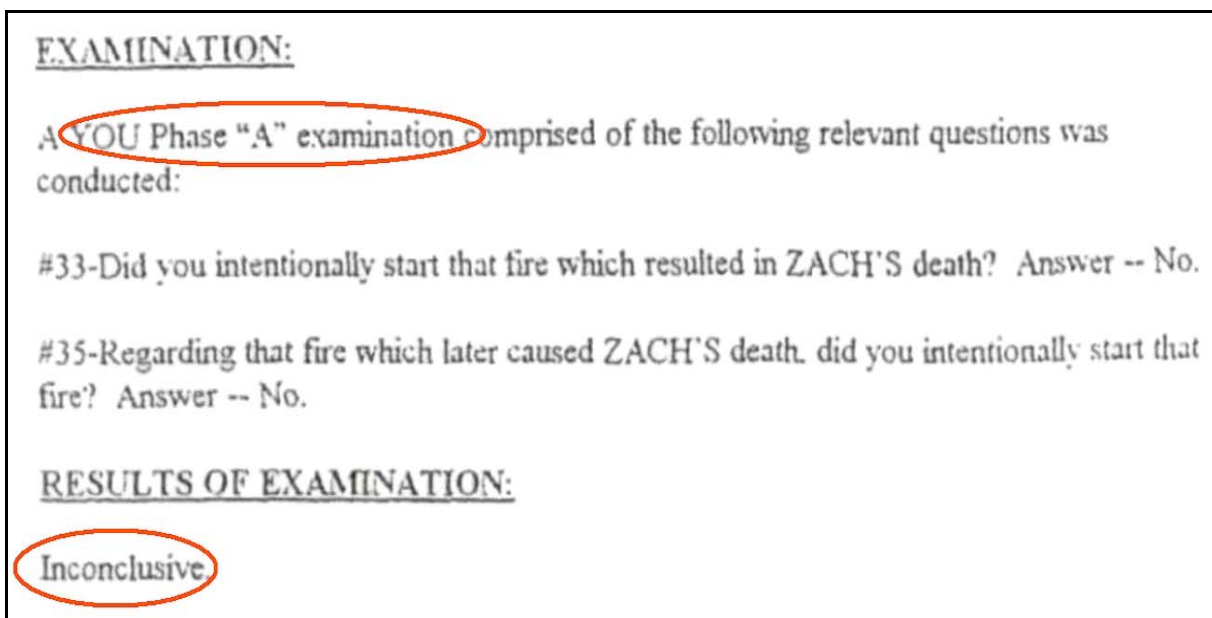 EXAMINATION:
A YOU Phase “A” examination comprised of the following relevant questions was
conducted:
#33-Did you intentionally start that fire which resulted in ZACH'S death? Answer -- No.
#35-Regarding that fire which later caused ZACH'S death. did you intentionally start that
fire? Answer -- No.
RESULTS OF EXAMINATION:
Inconclusive.